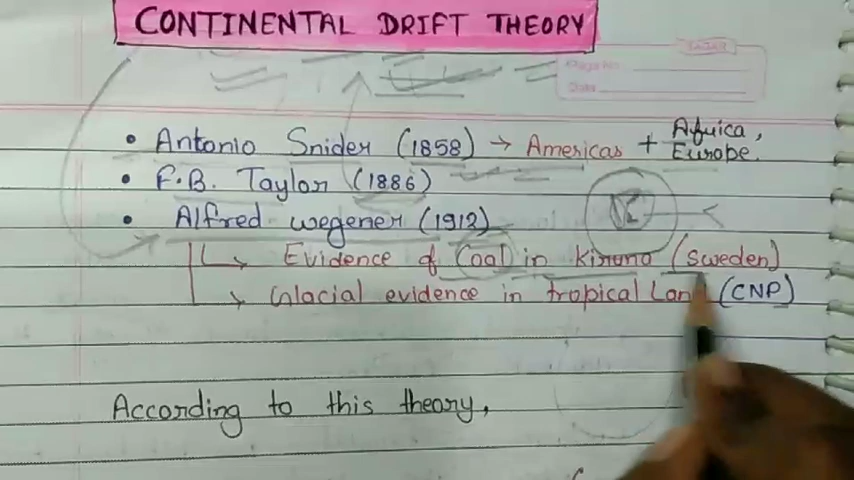 CONTINENTAL DRIFT THEORY
• Antonio Snider (1858) → Americas + Africa, Europe.
• F.B. Taylor (1886)
• Alfred wegener (1912)
→ Evidence of Coal in Kiruna (Sweden)
→ Glacial evidence in tropical Land (CNP)
According to this theory,